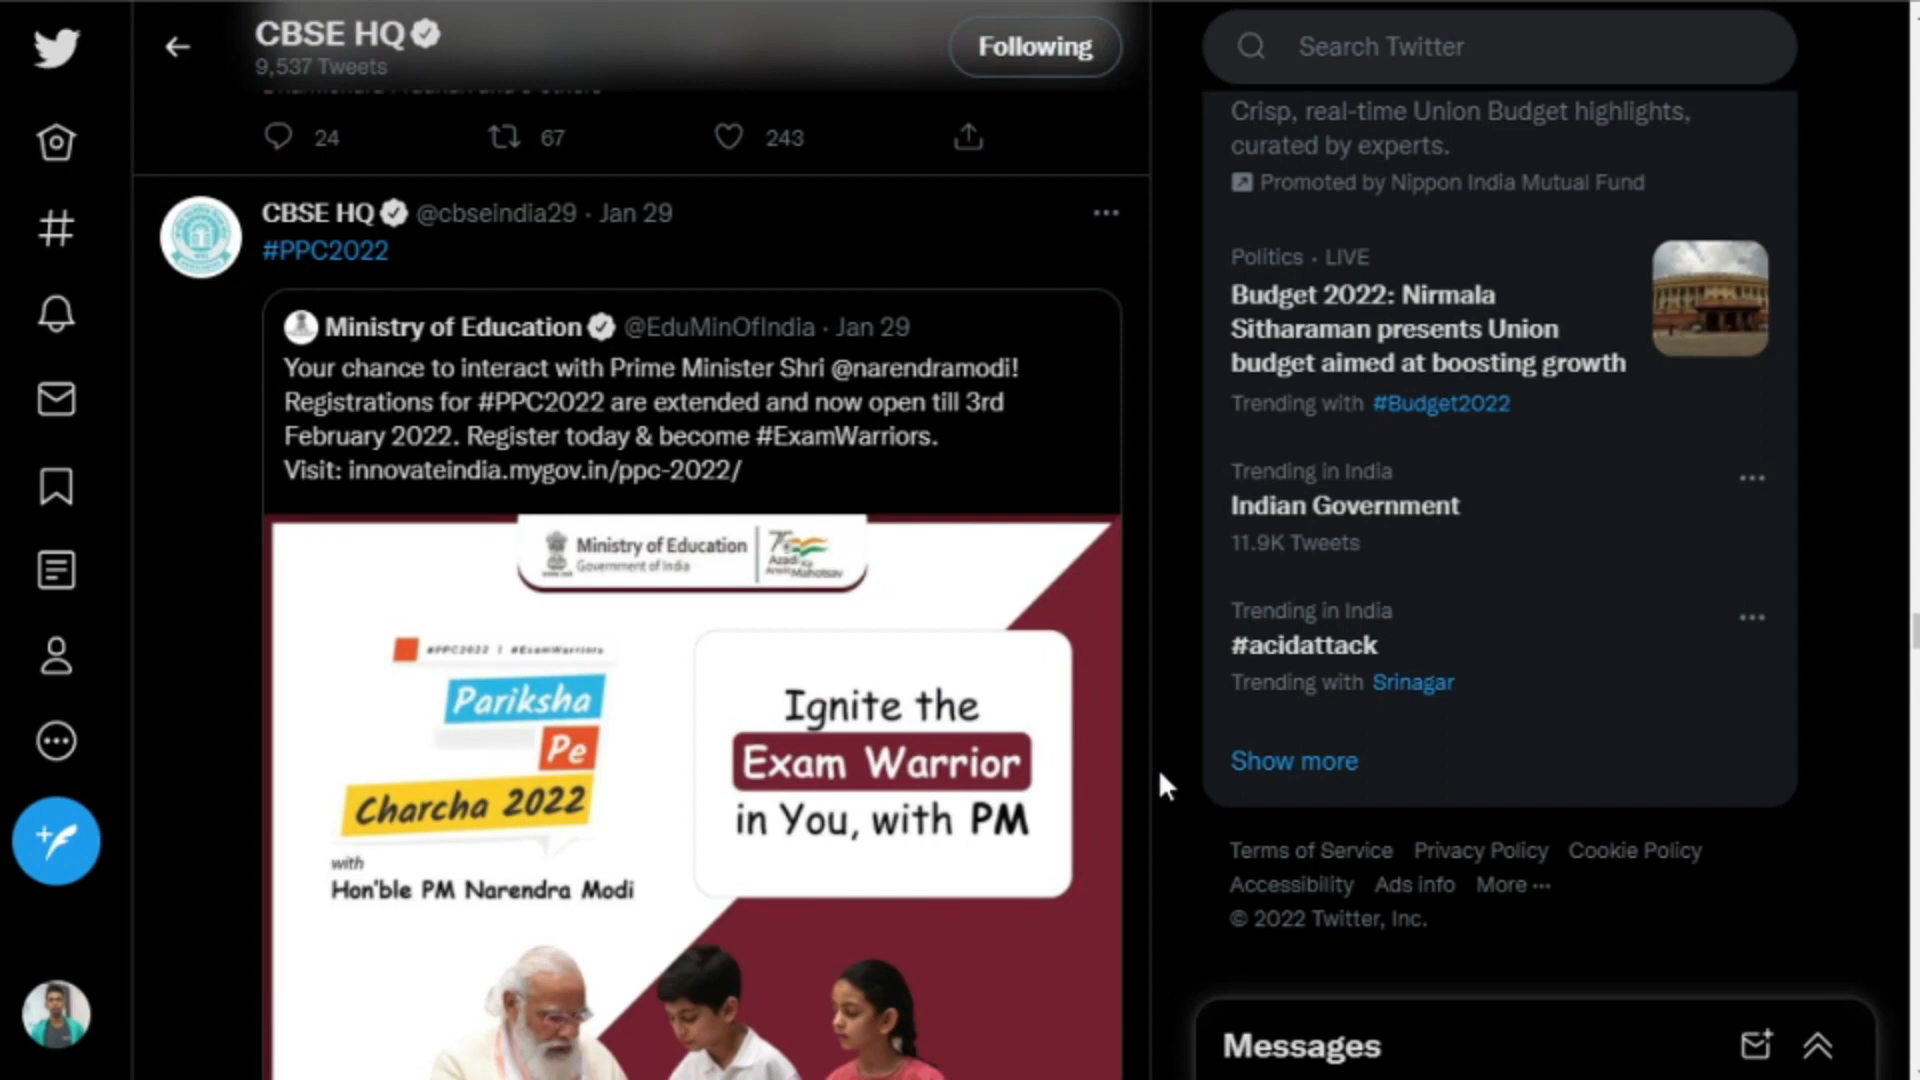 CBSE HQ
9,537 Tweets
Following
24
67
243
CBSE HQ @cbseindia29 · Jan 29
#PPC2022
Ministry of Education @EduMinOfIndia · Jan 29
Your chance to interact with Prime Minister Shri @narendramodi!
Registrations for #PPC2022 are extended and now open till 3rd
February 2022. Register today & become #ExamWarriors.
Visit: innovateindia.mygov.in/ppc-2022/
Ministry of Education
Government of India
Azadi Ka
Amrit Mahotsav
#PPC2022 | #ExamWarriors
Pariksha
Pe
Charcha 2022
with
Hon'ble PM Narendra Modi
Ignite the
Exam Warrior
in You, with PM
Search Twitter
Crisp, real-time Union Budget highlights,
curated by experts.
Promoted by Nippon India Mutual Fund
Politics · LIVE
Budget 2022: Nirmala
Sitharaman presents Union
budget aimed at boosting growth
Trending with #Budget2022
Trending in India
Indian Government
11.9K Tweets
Trending in India
#acidattack
Trending with Srinagar
Show more
Terms of Service Privacy Policy Cookie Policy
Accessibility Ads info More ···
© 2022 Twitter, Inc.
Messages